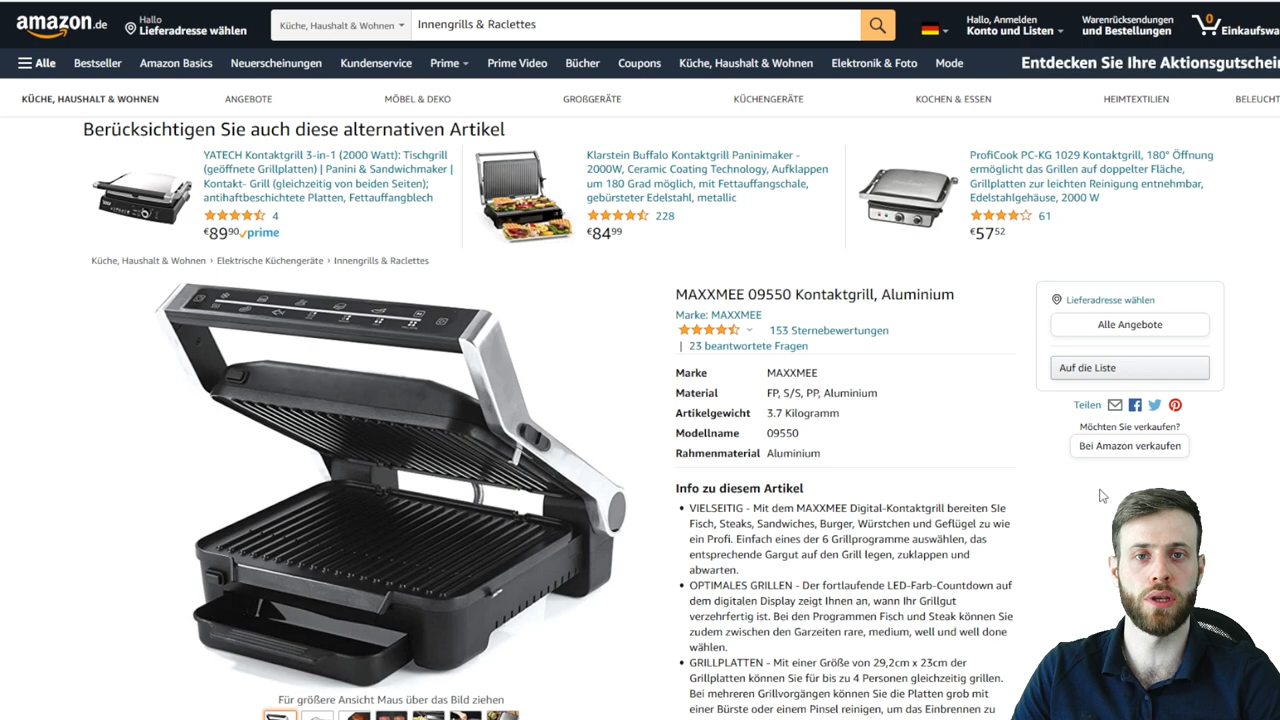 amazon.de
Hallo
Lieferadresse wählen
Küche, Haushalt & Wohnen
Innengrills & Raclettes
Hallo, Anmelden
Konto und Listen
Warenrücksendungen
und Bestellungen
0
Einkaufswa
Alle
Bestseller
Amazon Basics
Neuerscheinungen
Kundenservice
Prime
Prime Video
Bücher
Coupons
Küche, Haushalt & Wohnen
Elektronik & Foto
Mode
Entdecken Sie Ihre Aktionsgutschein
KÜCHE, HAUSHALT & WOHNEN
ANGEBOTE
MÖBEL & DEKO
GROßGERÄTE
KÜCHENGERÄTE
KOCHEN & ESSEN
HEIMTEXTILIEN
BELEUCHT
Berücksichtigen Sie auch diese alternativen Artikel
YATECH Kontaktgrill 3-in-1 (2000 Watt): Tischgrill
(geöffnete Grillplatten) | Panini & Sandwichmaker |
Kontakt- Grill (gleichzeitig von beiden Seiten);
antihaftbeschichtete Platten, Fettauffangblech
4
€89 90 prime
Klarstein Buffalo Kontaktgrill Paninimaker -
2000W, Ceramic Coating Technology, Aufklappen
um 180 Grad möglich, mit Fettauffangschale,
gebürsteter Edelstahl, metallic
228
€84 99
ProfiCook PC-KG 1029 Kontaktgrill, 180° Öffnung
ermöglicht das Grillen auf doppelter Fläche,
Grillplatten zur leichten Reinigung entnehmbar,
Edelstahlgehäuse, 2000 W
61
€57 52
Küche, Haushalt & Wohnen › Elektrische Küchengeräte › Innengrills & Raclettes
MAXXMEE 09550 Kontaktgrill, Aluminium
Marke: MAXXMEE
153 Sternebewertungen
| 23 beantwortete Fragen
Marke MAXXMEE
Material FP, S/S, PP, Aluminium
Artikelgewicht 3.7 Kilogramm
Modellname 09550
Rahmenmaterial Aluminium
Info zu diesem Artikel
• VIELSEITIG - Mit dem MAXXMEE Digital-Kontaktgrill bereiten SIe
Fisch, Steaks, Sandwiches, Burger, Würstchen und Geflügel zu wie
ein Profi. Einfach eines der 6 Grillprogramme auswählen, das
entsprechende Gargut auf den Grill legen, zuklappen und
abwarten.
• OPTIMALES GRILLEN - Der fortlaufende LED-Farb-Countdown auf
dem digitalen Display zeigt Ihnen an, wann Ihr Grillgut
verzehrfertig ist. Bei den Programmen Fisch und Steak können Sie
zudem zwischen den Garzeiten rare, medium, well und well done
wählen.
• GRILLPLATTEN - Mit einer Größe von 29,2cm x 23cm der
Grillplatten können Sie für bis zu 4 Personen gleichzeitig grillen.
Bei mehreren Grillvorgängen können Sie die Platten grob mit
einer Bürste oder einem Pinsel reinigen, um das Einbrennen zu
Lieferadresse wählen
Alle Angebote
Auf die Liste
Teilen
Möchten Sie verkaufen?
Bei Amazon verkaufen
Für größere Ansicht Maus über das Bild ziehen